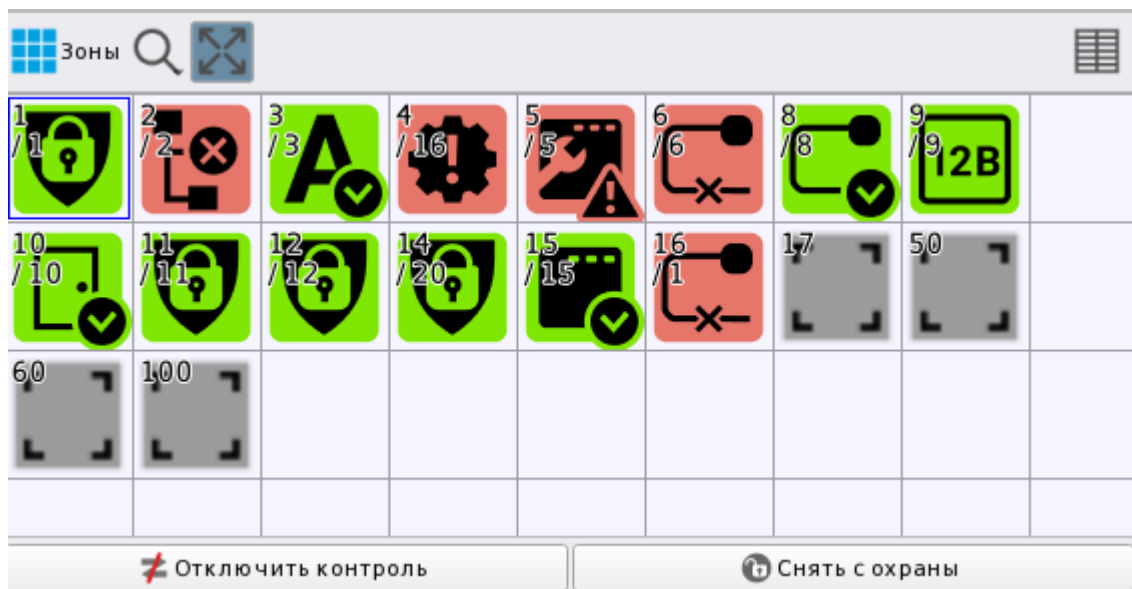 Зоны
1 2 3 4 5 6 8 9
/1 /2 /3 /16 /5 /6 /8 /9
А 12В
10 11 12 14 15 16 17 50
/10 /11 /12 /20 /15 /1
60 100
Отключить контроль Снять с охраны